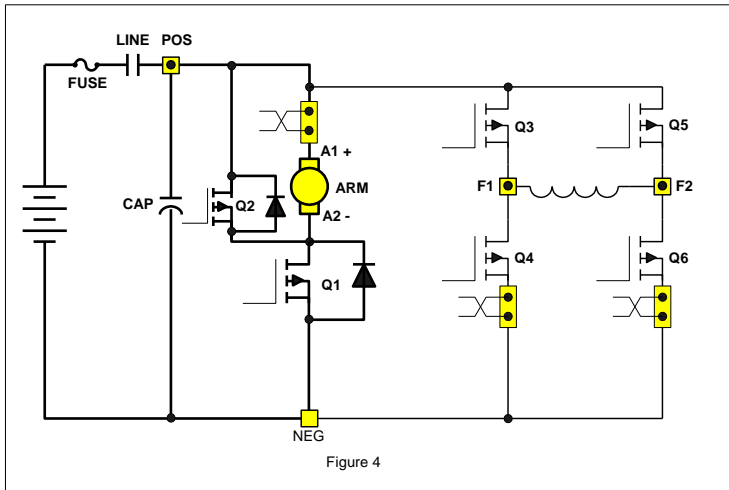 LINE POS
FUSE
Q3
Q5
A1 +
ARM
F1
F2
CAP
Q2
A2 -
Q1
Q4
Q6
NEG
Figure 4